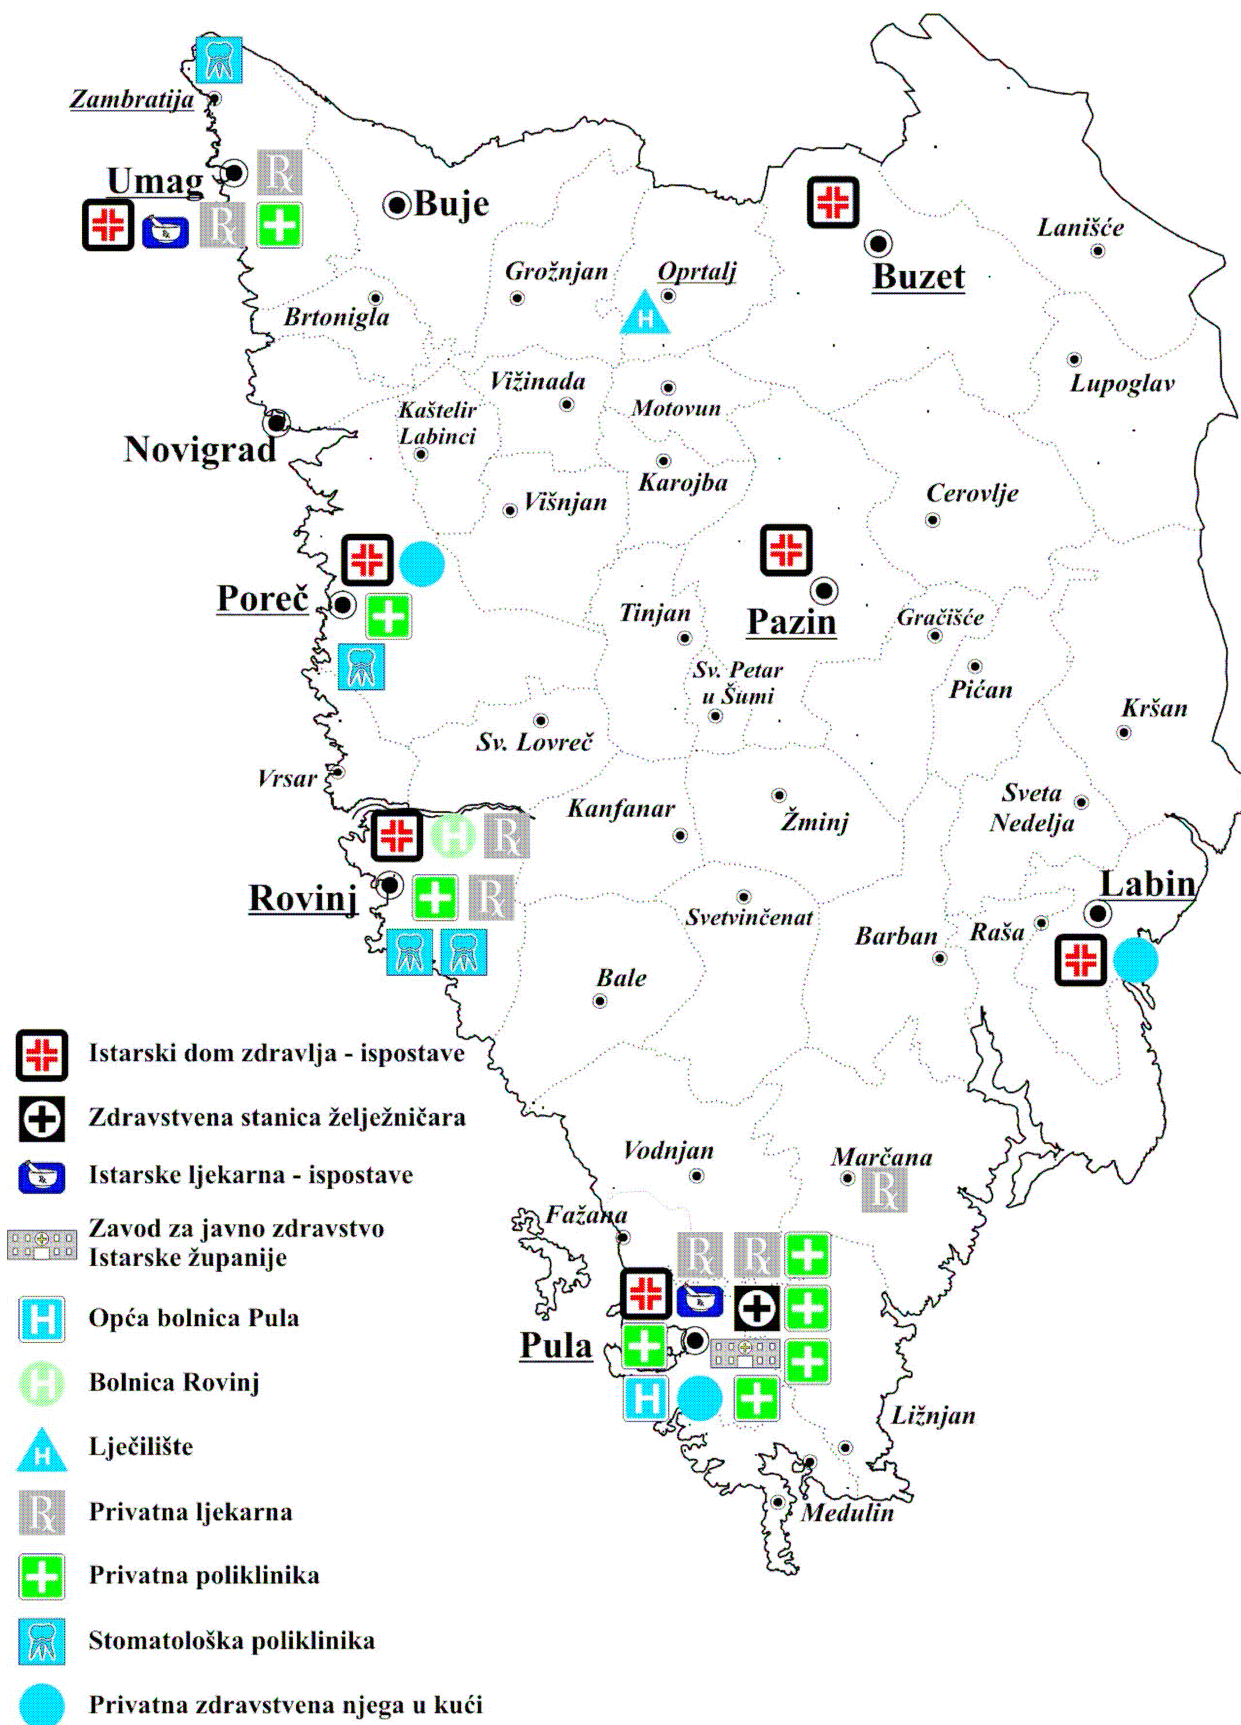 Zambratija
Umag
Buje
Buzet
Lanišće
Grožnjan
Oprtalj
Brtonigla
H
Lupoglav
Vižinada
Motovun
Kaštelir
Labinci
Novigrad
Karojba
Višnjan
Cerovlje
Poreč
Tinjan
Pazin
Gračišće
Sv. Petar
u Šumi
Pićan
Kršan
Sv. Lovreč
Vrsar
Kanfanar
Žminj
Sveta
Nedelja
H
Rovinj
Labin
Svetvinčenat
Barban
Raša
Bale
Istarski dom zdravlja - ispostave
Zdravstvena stanica želježničara
Istarske ljekarna - ispostave
Zavod za javno zdravstvo
Istarske županije
Opća bolnica Pula
Bolnica Rovinj
Lječilište
Privatna ljekarna
Privatna poliklinika
Stomatološka poliklinika
Privatna zdravstvena njega u kući
Vodnjan
Marčana
Fažana
Pula
H
Ližnjan
Medulin